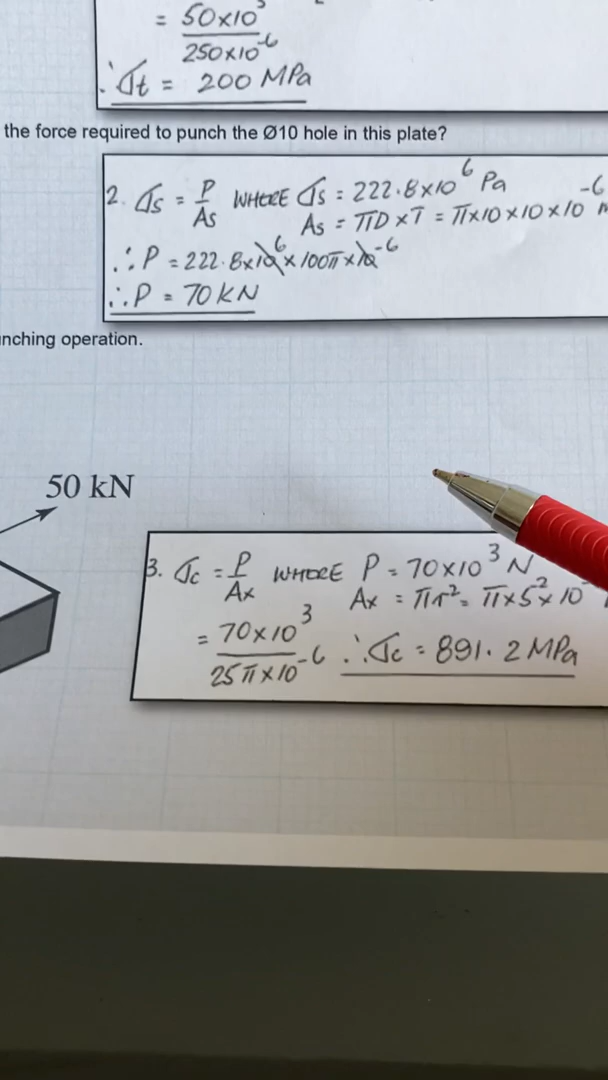 = 50×10³
250×10⁻⁶
∴ σt = 200 MPa
the force required to punch the Ø10 hole in this plate?
2. σs = P/As WHERE σs = 222.8×10⁶ Pa
As = πD×T = π×10×10×10⁻⁶ m
∴ P = 222.8×10⁶×100π×10⁻⁶
∴ P = 70KN
nching operation.
50 kN
3. σc = P/Ax WHERE P = 70×10³ N
Ax = πr² = π×5²×10⁻
= 70×10³
25π×10⁻⁶ ∴ σc = 891.2 MPa